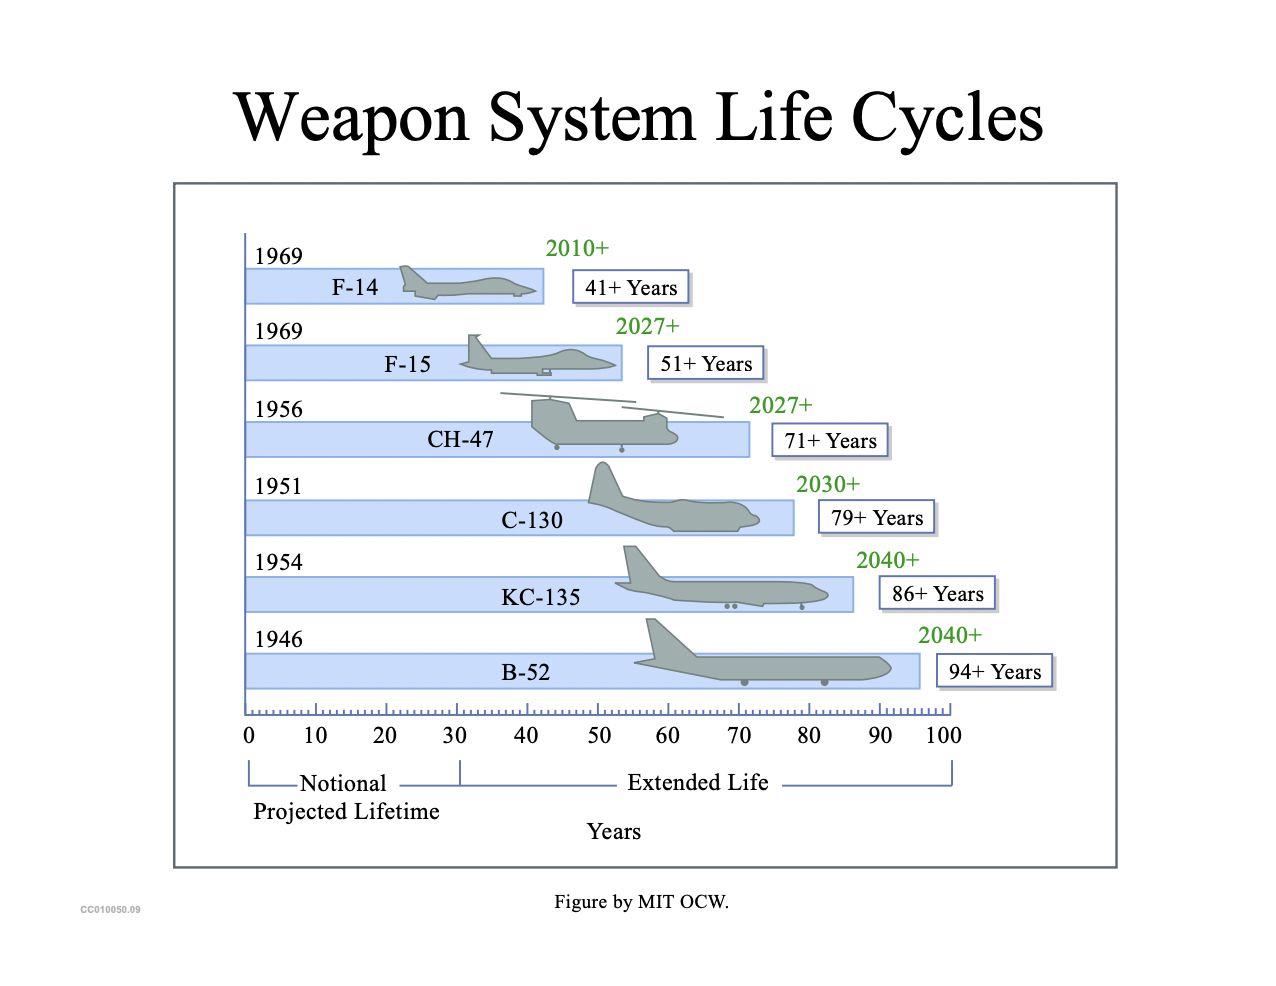 Weapon System Life Cycles
1969
2010+
F-14
41+ Years
1969
2027+
F-15
51+ Years
1956
2027+
CH-47
71+ Years
1951
2030+
C-130
79+ Years
1954
2040+
KC-135
86+ Years
1946
2040+
B-52
94+ Years
0 10 20 30 40 50 60 70 80 90 100
Notional
Projected Lifetime
Extended Life
Years
Figure by MIT OCW.
CC010050.09